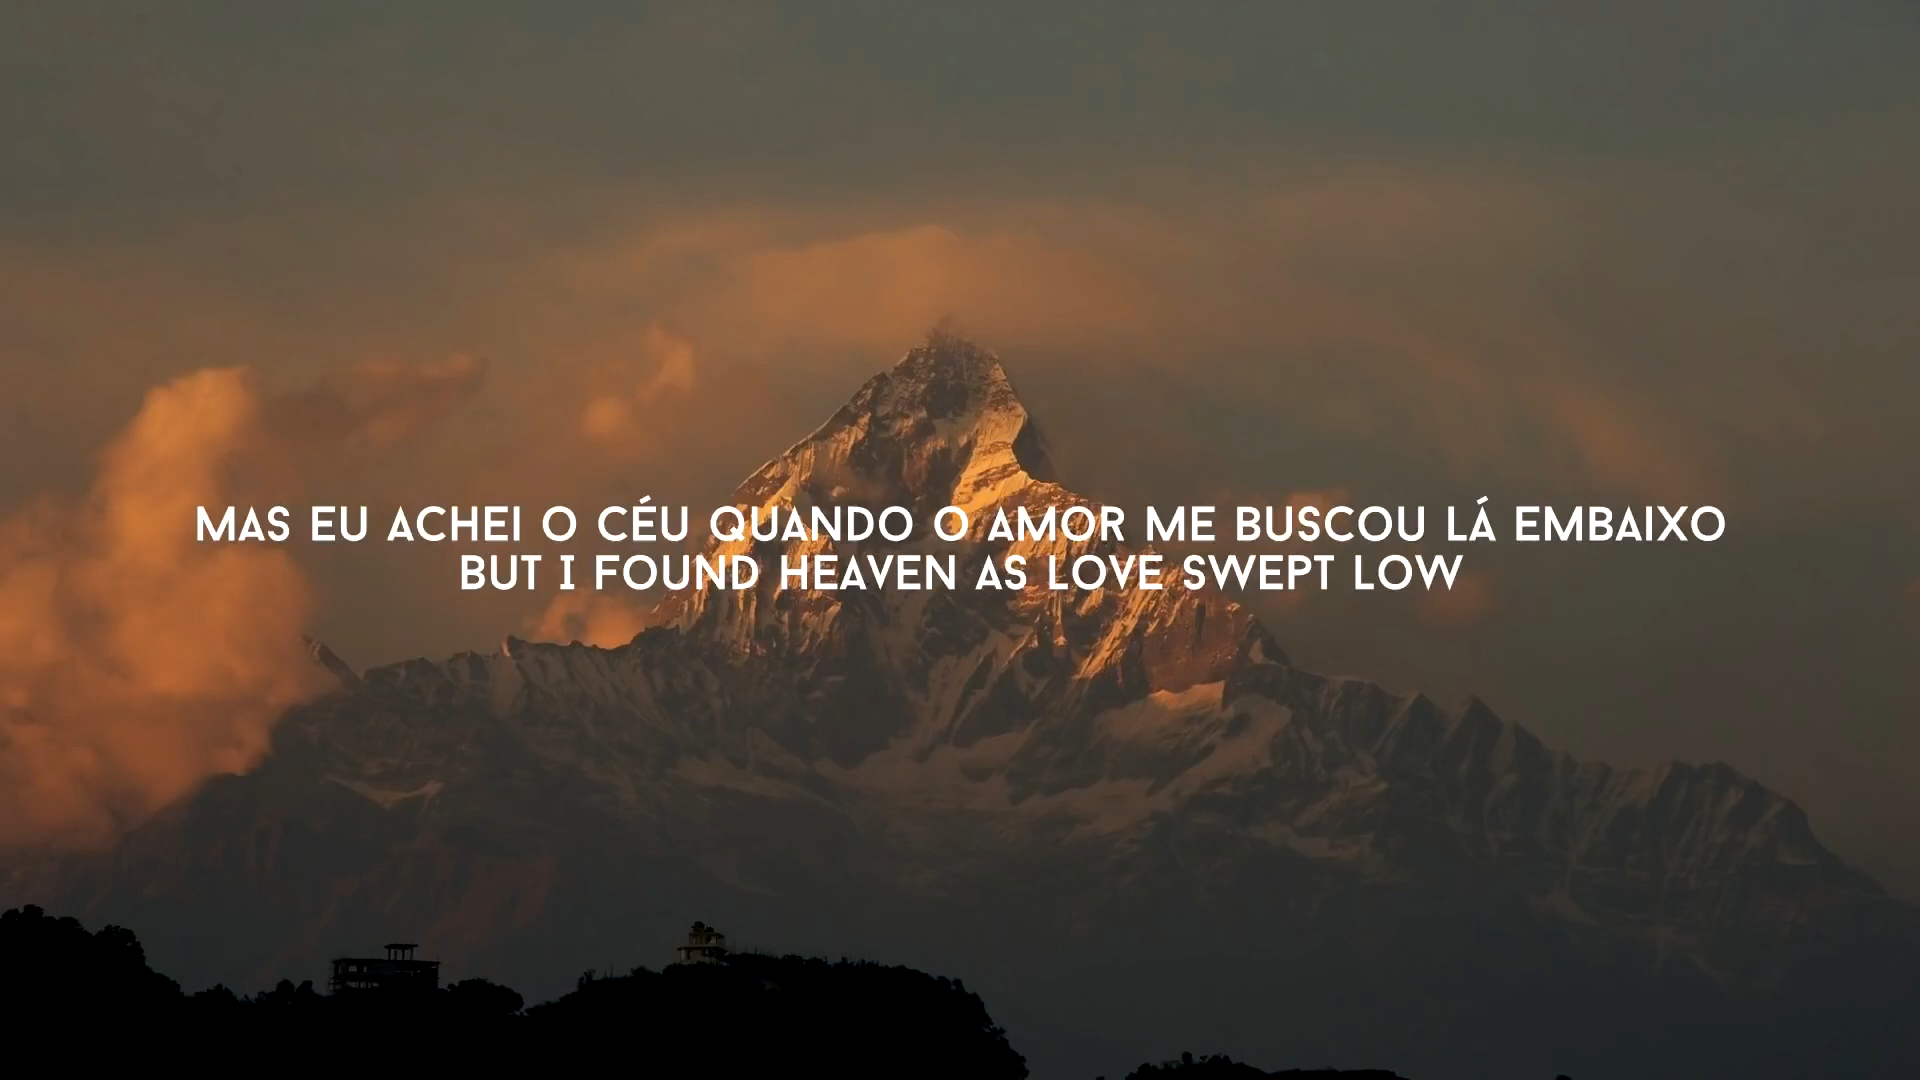 MAS EU ACHEI O CÉU QUANDO O AMOR ME BUSCOU LÁ EMBAIXO
BUT I FOUND HEAVEN AS LOVE SWEPT LOW